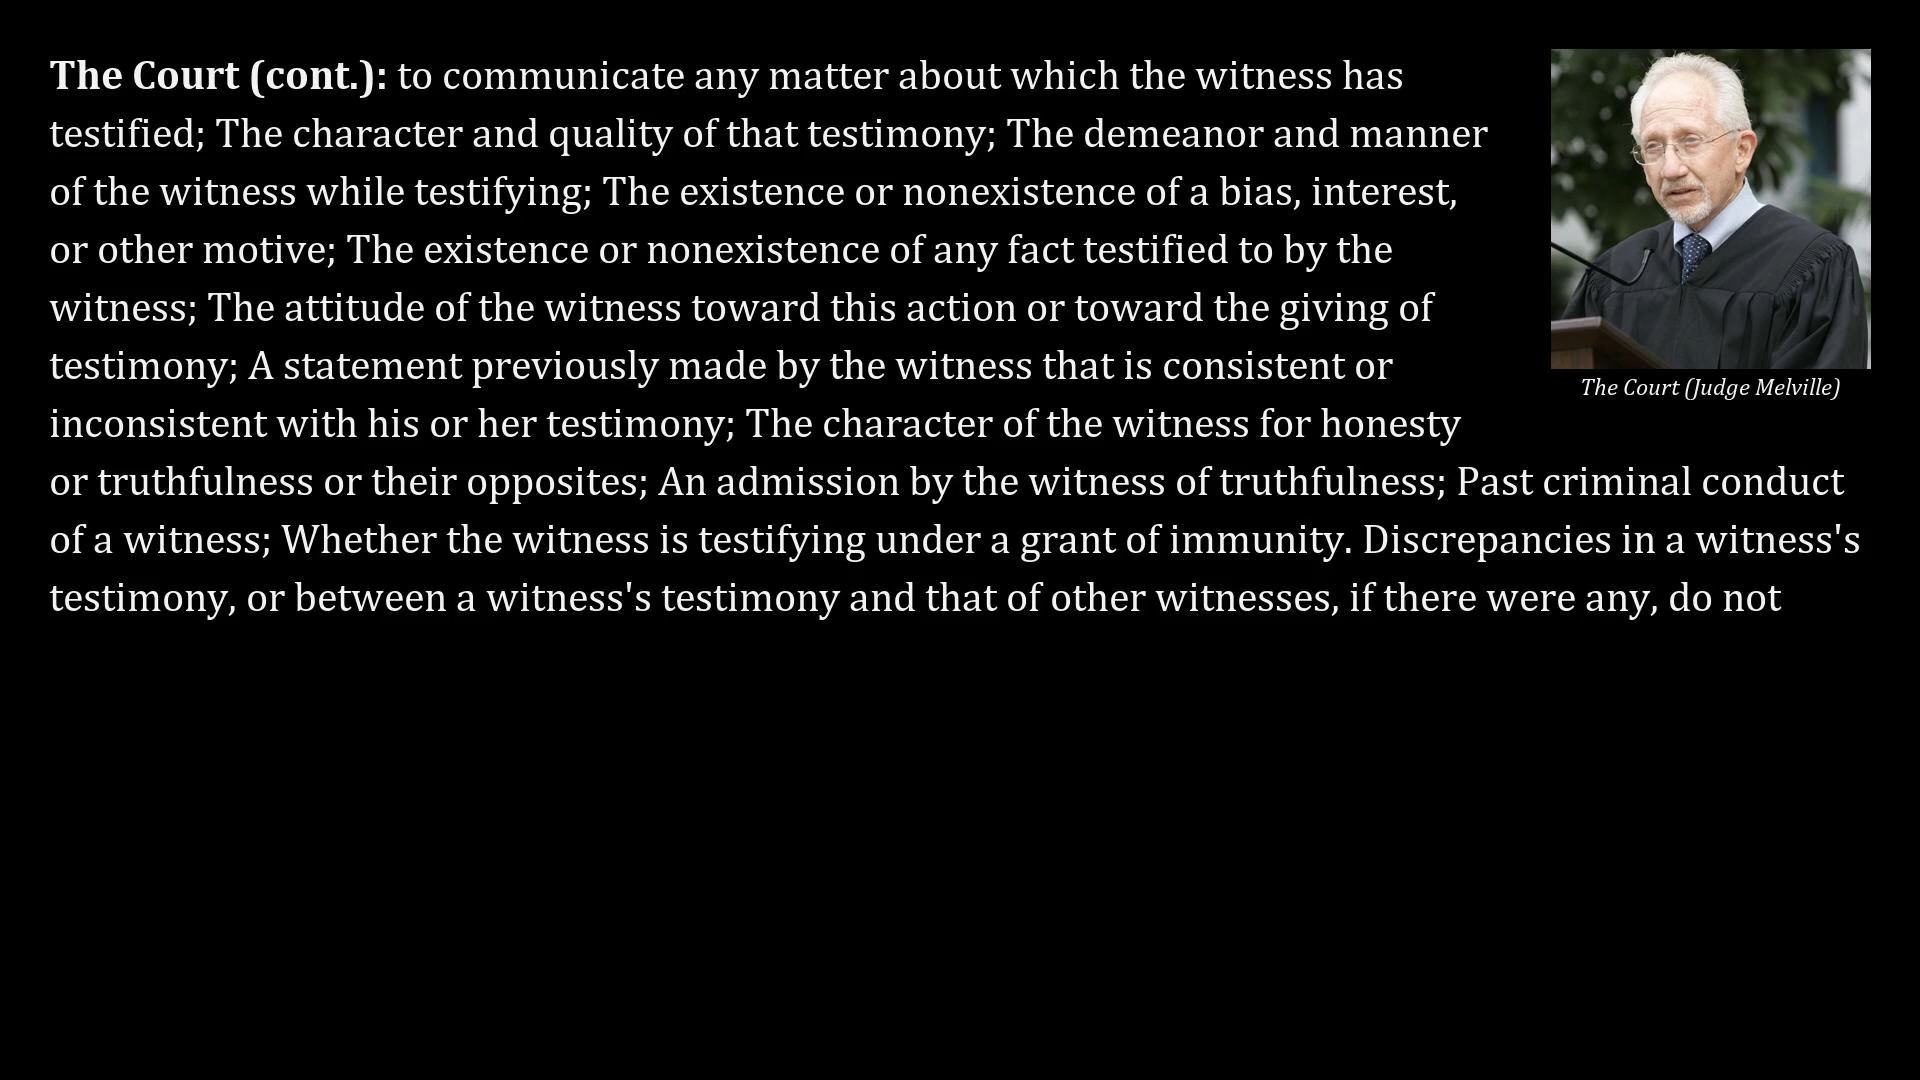 The Court (cont.): to communicate any matter about which the witness has
testified; The character and quality of that testimony; The demeanor and manner
of the witness while testifying; The existence or nonexistence of a bias, interest,
or other motive; The existence or nonexistence of any fact testified to by the
witness; The attitude of the witness toward this action or toward the giving of
testimony; A statement previously made by the witness that is consistent or
inconsistent with his or her testimony; The character of the witness for honesty
or truthfulness or their opposites; An admission by the witness of truthfulness; Past criminal conduct
of a witness; Whether the witness is testifying under a grant of immunity. Discrepancies in a witness's
testimony, or between a witness's testimony and that of other witnesses, if there were any, do not
The Court (Judge Melville)